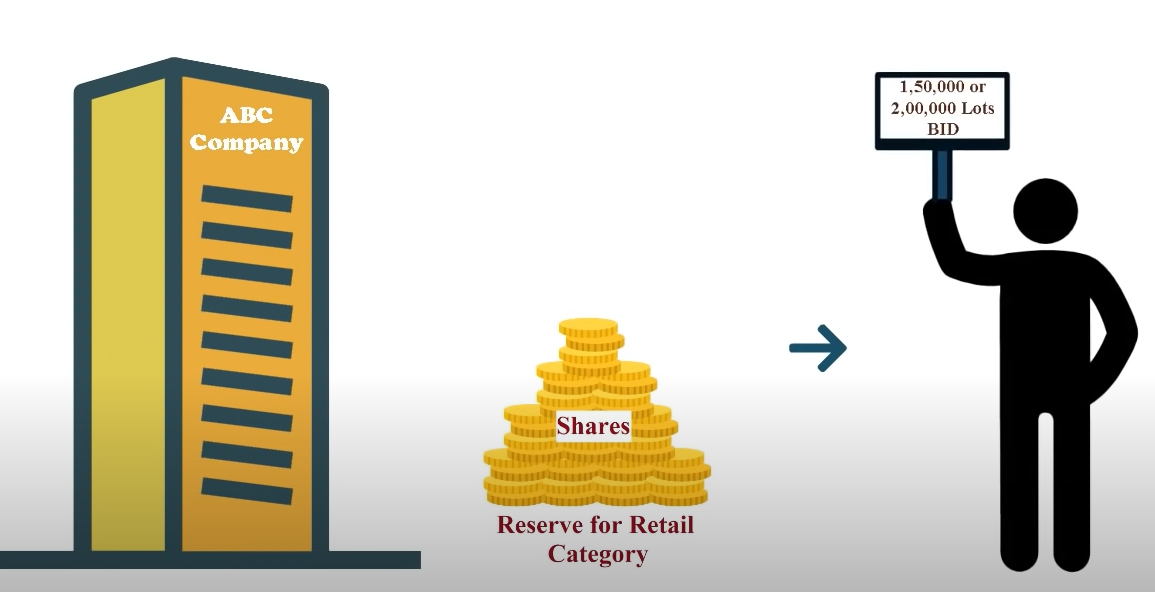 ABC
Company
1,50,000 or
2,00,000 Lots
BID
Shares
Reserve for Retail
Category